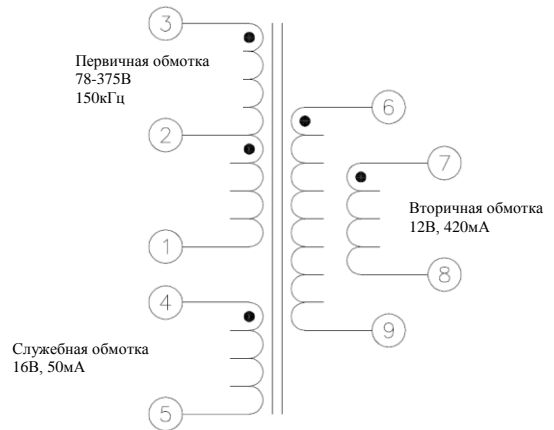 3
Первичная обмотка
78-375В
150кГц
6
2
7
Вторичная обмотка
12В, 420мА
1
8
4
9
Служебная обмотка
16В, 50мА
5